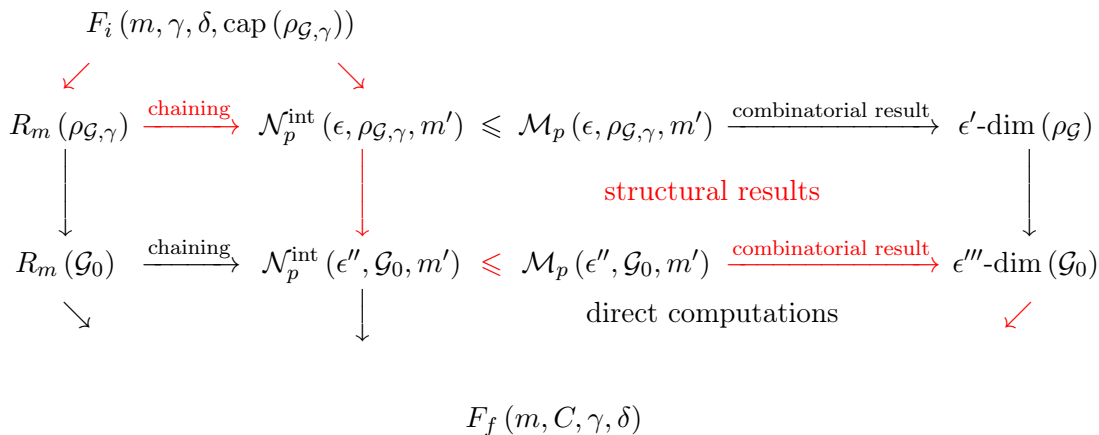 F_i (m, γ, δ, cap (ρ_{𝒢,γ}))
R_m (ρ_{𝒢,γ}) chaining 𝒩_p^{int} (ϵ, ρ_{𝒢,γ}, m′) ⩽ ℳ_p (ϵ, ρ_{𝒢,γ}, m′) combinatorial result ϵ′-dim (ρ_𝒢)
structural results
R_m (𝒢_0) chaining 𝒩_p^{int} (ϵ′′, 𝒢_0, m′) ⩽ ℳ_p (ϵ′′, 𝒢_0, m′) combinatorial result ϵ′′′-dim (𝒢_0)
direct computations
F_f (m, C, γ, δ)